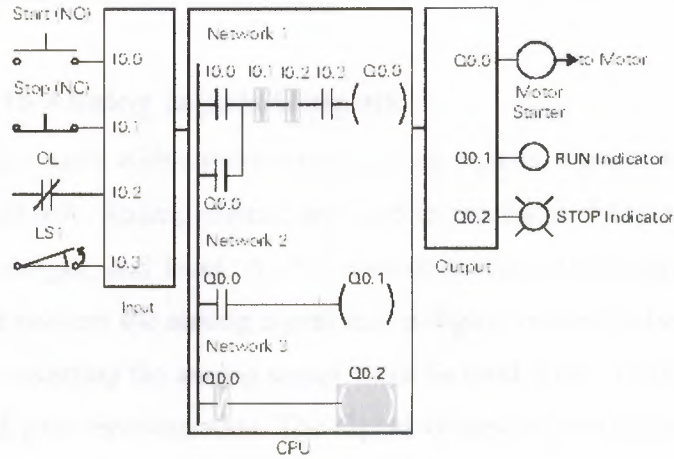 Start (NO)
I0.0
Stop (NC)
I0.1
OL
I0.2
LS1
I0.3
Input
Network 1
I0.0 I0.1 I0.2 I0.3 Q0.0
Q0.0
Network 2
Q0.0 Q0.1
Network 3
Q0.0 Q0.2
CPU
Q0.0 to Motor
Motor
Starter
Q0.1 RUN Indicator
Q0.2 STOP Indicator
Output